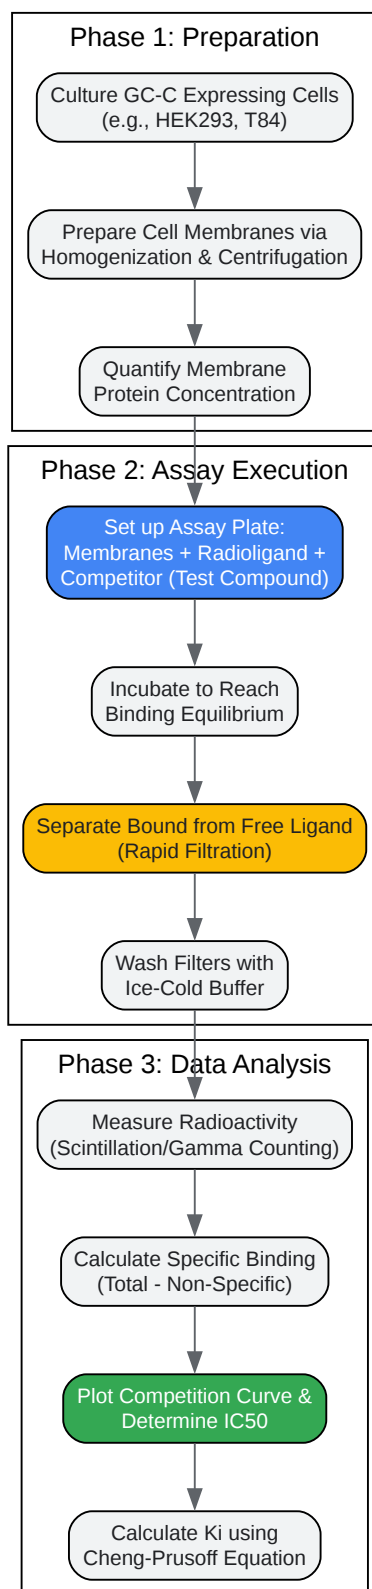 Phase 1: Preparation
Culture GC-C Expressing Cells
(e.g., HEK293, T84)
Prepare Cell Membranes via
Homogenization & Centrifugation
Quantify Membrane
Protein Concentration
Phase 2: Assay Execution
Set up Assay Plate:
Membranes + Radioligand +
Competitor (Test Compound)
Incubate to Reach
Binding Equilibrium
Separate Bound from Free Ligand
(Rapid Filtration)
Wash Filters with
Ice-Cold Buffer
Phase 3: Data Analysis
Measure Radioactivity
(Scintillation/Gamma Counting)
Calculate Specific Binding
(Total - Non-Specific)
Plot Competition Curve &
Determine IC50
Calculate Ki using
Cheng-Prusoff Equation